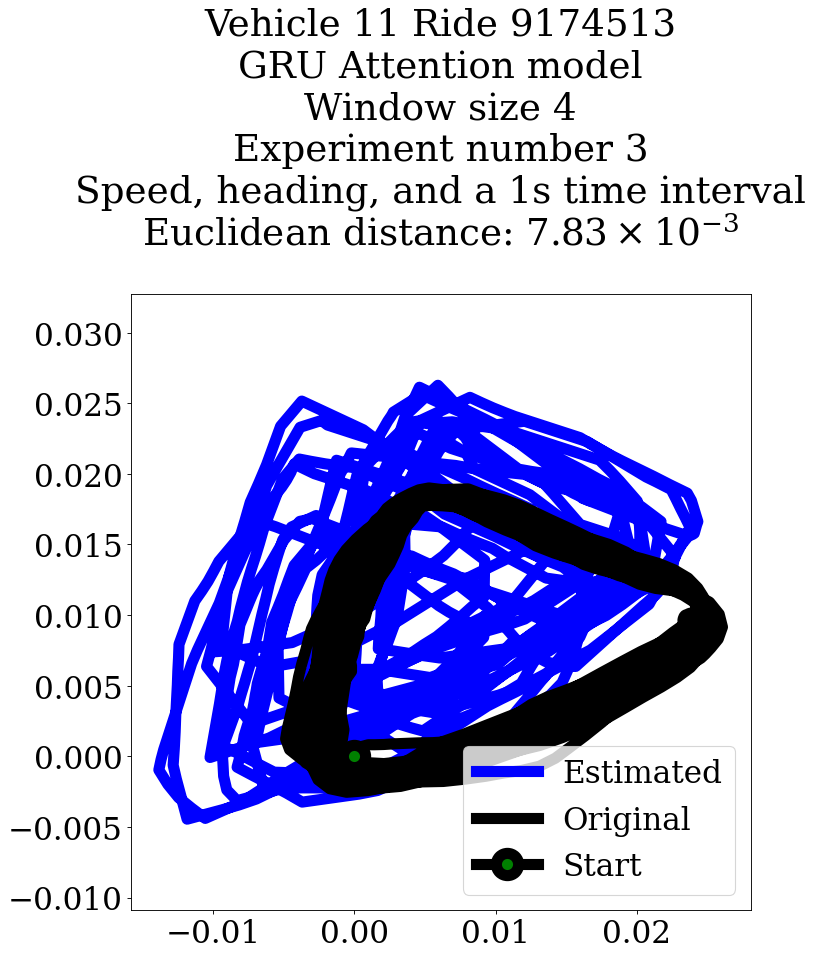 Vehicle 11 Ride 9174513
GRU Attention model
Window size 4
Experiment number 3
Speed, heading, and a 1s time interval
Euclidean distance: 7.83 × 10⁻³
0.030
0.025
0.020
0.015
0.010
0.005
0.000
−0.005
−0.010
−0.01
0.00
0.01
0.02
Estimated
Original
Start